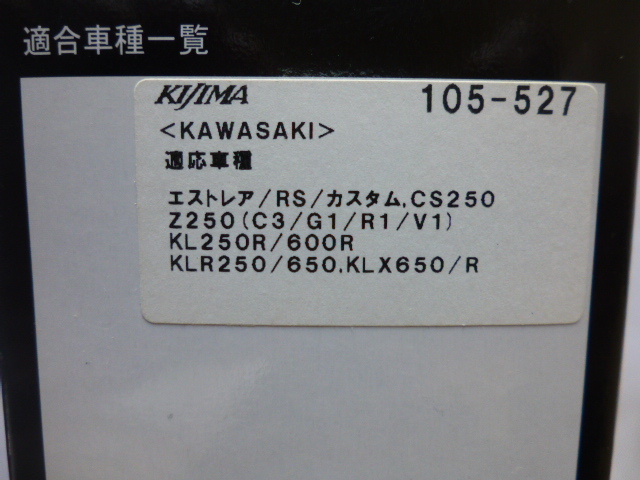 適合車種一覧
KIJIMA 105-527
<KAWASAKI>
適応車種
エストレア/RS/カスタム,CS250
Z250(C3/G1/R1/V1)
KL250R/600R
KLR250/650,KLX650/R